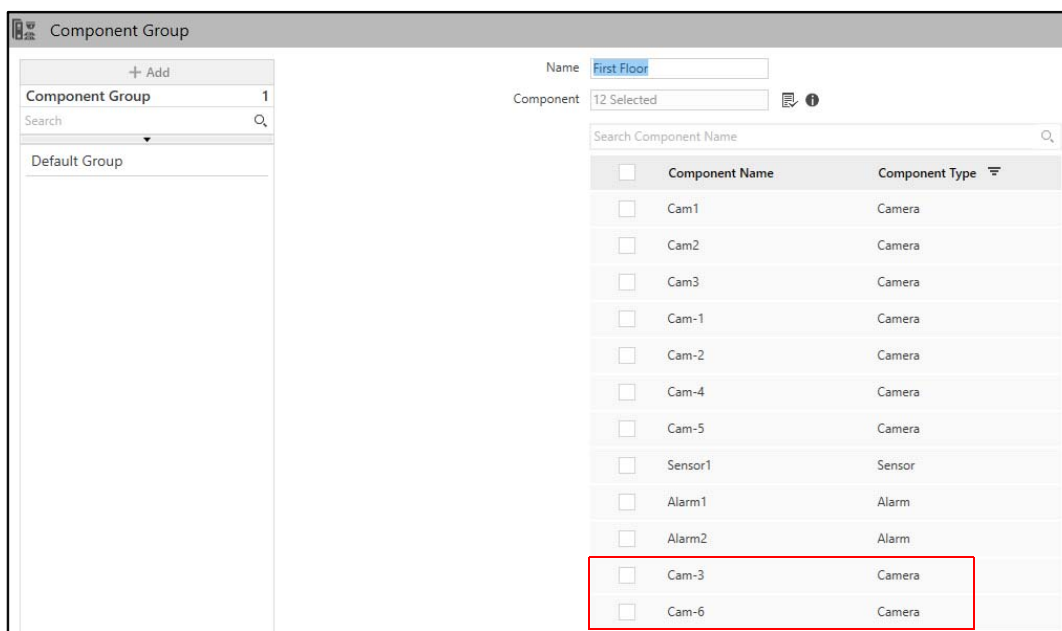 Component Group
+ Add
Component Group 1
Search
Default Group
Name First Floor
Component 12 Selected
Search Component Name
Component Name Component Type
Cam1 Camera
Cam2 Camera
Cam3 Camera
Cam-1 Camera
Cam-2 Camera
Cam-4 Camera
Cam-5 Camera
Sensor1 Sensor
Alarm1 Alarm
Alarm2 Alarm
Cam-3 Camera
Cam-6 Camera